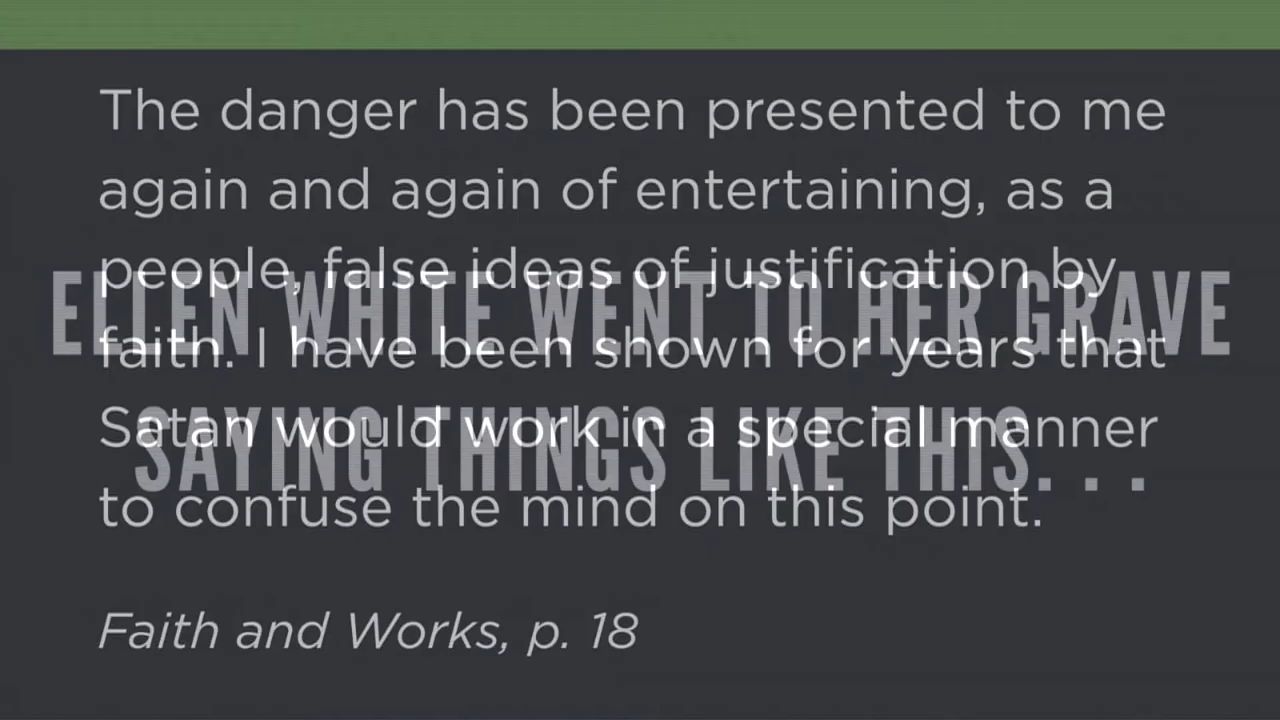 The danger has been presented to me
again and again of entertaining, as a
people, false ideas of justification by
faith. I have been shown for years that
Satan would work in a special manner
to confuse the mind on this point.
Faith and Works, p. 18
ELLEN WHITE WENT TO HER GRAVE
SAYING THINGS LIKE THIS. . .